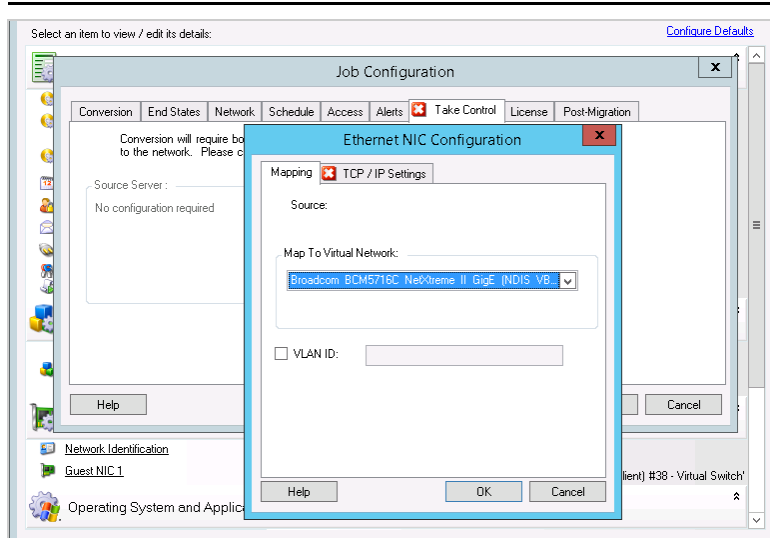 Select an item to view / edit its details:
Configure Defaults
Job Configuration
x
Conversion End States Network Schedule Access Alerts Take Control License Post-Migration
Conversion will require bo
to the network. Please c
Source Server :
No configuration required
Help
Cancel
Ethernet NIC Configuration
x
Mapping TCP / IP Settings
Source:
Map To Virtual Network:
Broadcom BCM5716C NetXtreme II GigE (NDIS VB...
VLAN ID:
Help OK Cancel
12
Network Identification
Guest NIC 1
lient) #38 - Virtual Switch'
Operating System and Applica